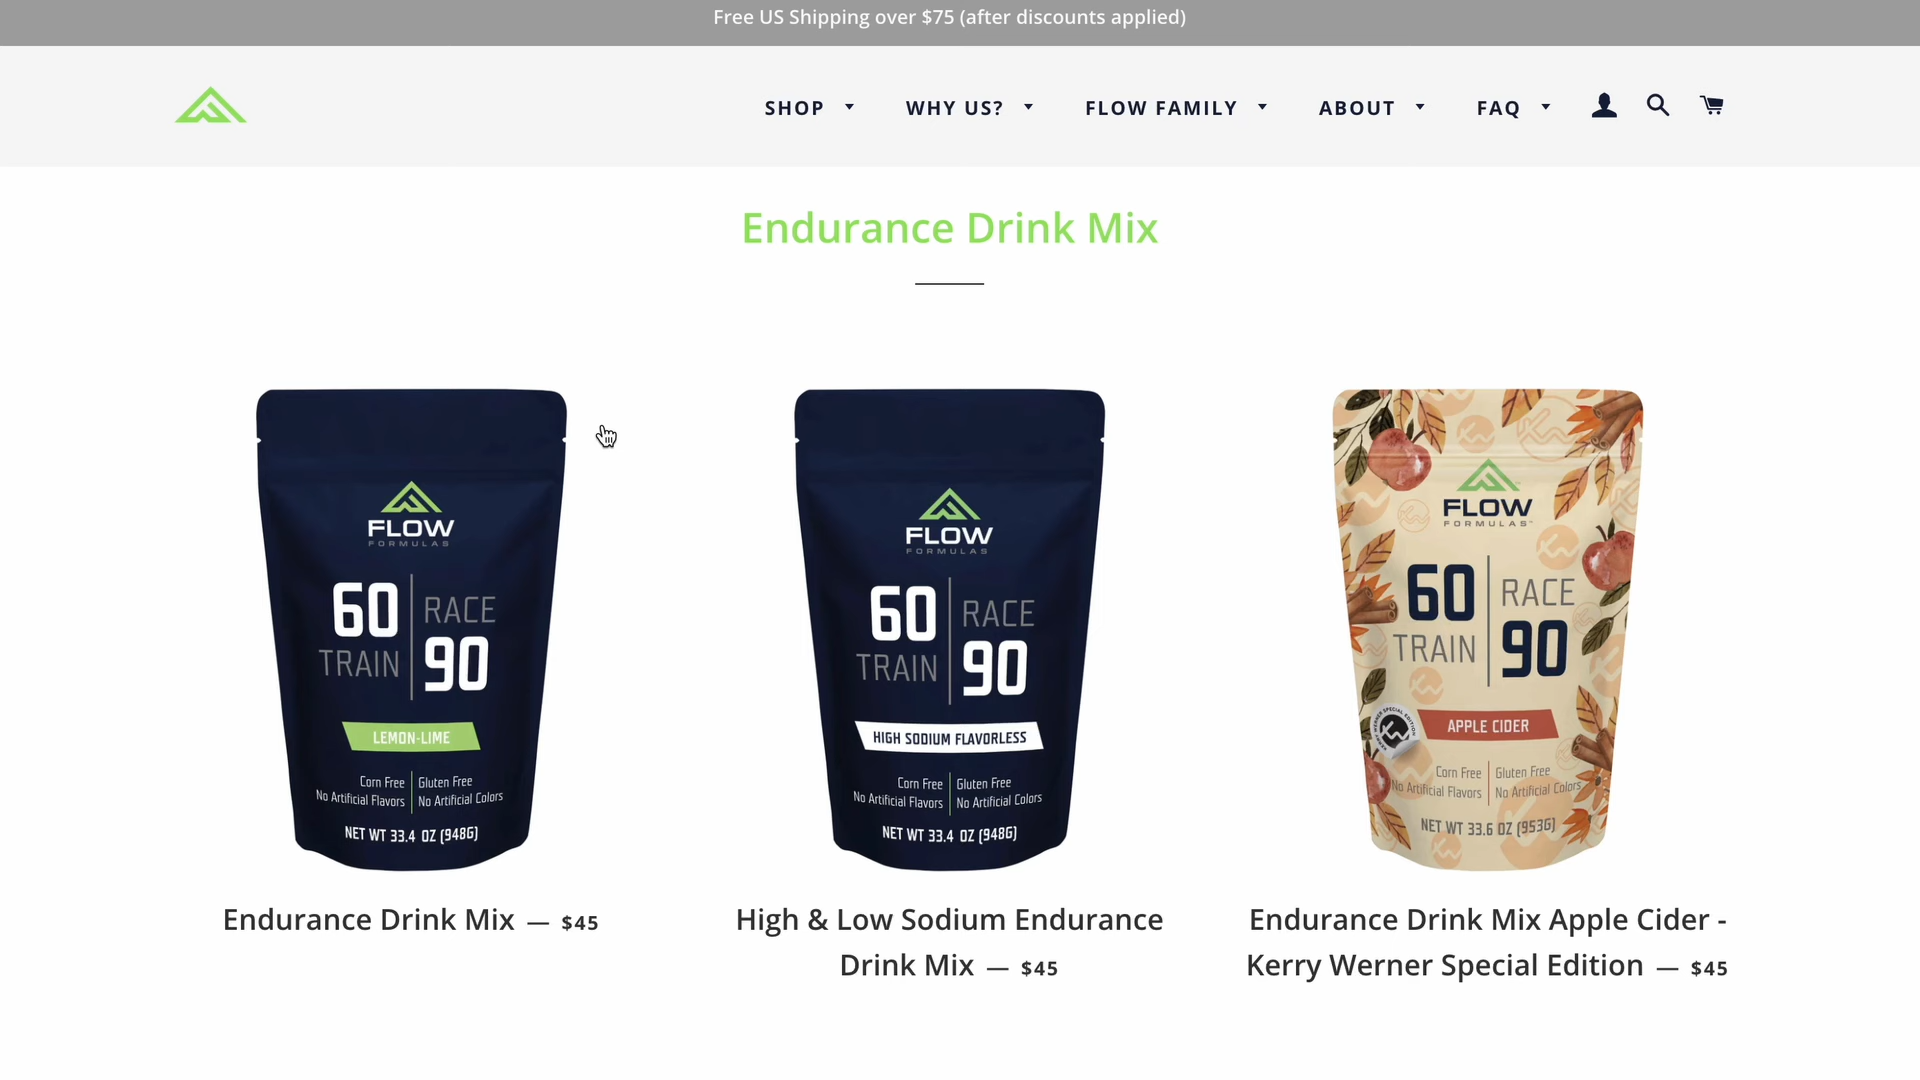 Free US Shipping over $75 (after discounts applied)
SHOP
WHY US?
FLOW FAMILY
ABOUT
FAQ
Endurance Drink Mix
FLOW
FORMULAS
60
TRAIN
RACE
90
LEMON-LIME
Corn Free
No Artificial Flavors
Gluten Free
No Artificial Colors
NET WT 33.4 OZ (948G)
Endurance Drink Mix — $45
FLOW
FORMULAS
60
TRAIN
RACE
90
HIGH SODIUM FLAVORLESS
Corn Free
No Artificial Flavors
Gluten Free
No Artificial Colors
NET WT 33.4 OZ (948G)
High & Low Sodium Endurance
Drink Mix — $45
FLOW
FORMULAS™
60
TRAIN
RACE
90
KERRY WERNER SPECIAL EDITION
APPLE CIDER
Corn Free
No Artificial Flavors
Gluten Free
No Artificial Colors
NET WT 33.6 OZ (953G)
Endurance Drink Mix Apple Cider -
Kerry Werner Special Edition — $45